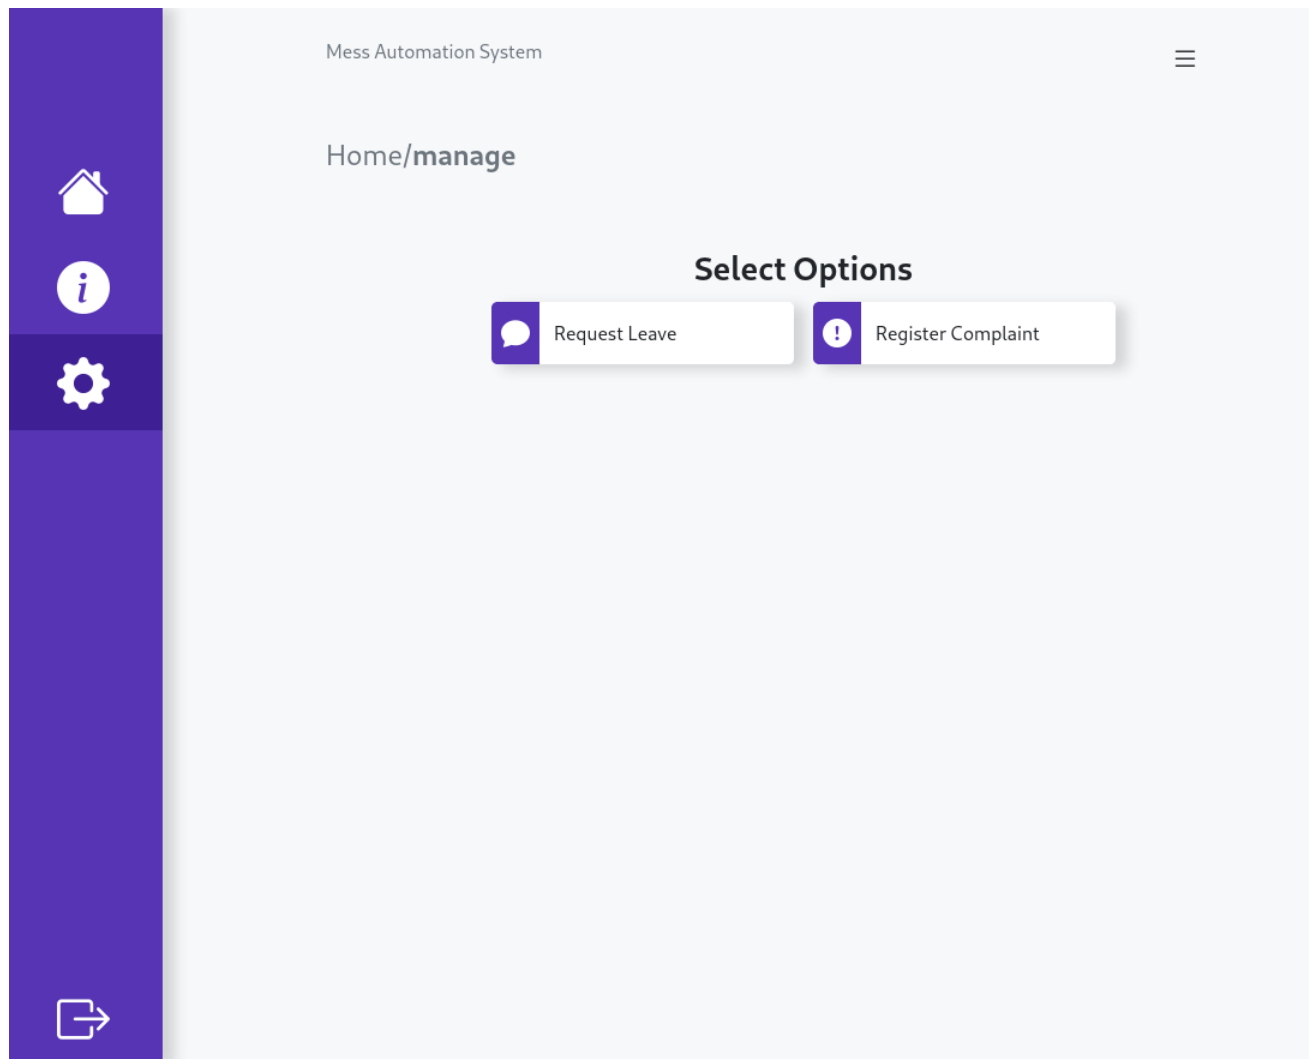 Mess Automation System
Home/manage
Select Options
Request Leave
Register Complaint